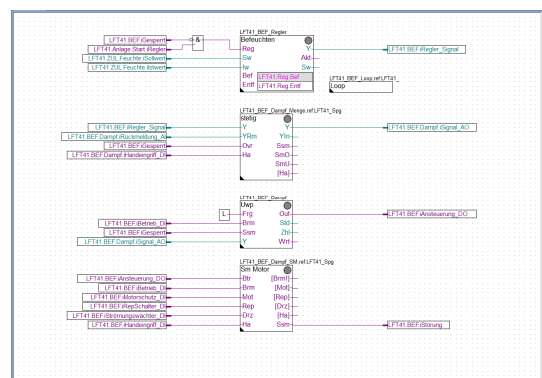 LFT41_BEF_Regler
Befeuchten
LFT41.BEF.iGesperrt
&
LFT41.Anlage.Start.iRegler
Reg Y
LFT41.BEF.iRegler_Signal
LFT41.ZUL.Feuchte.iSollwert
Sw Akt
LFT41.ZUL.Feuchte.iIstwert
Iw Sw
Bef LFT41.Reg.Bef
Entf LFT41.Reg.Entf
LFT41_BEF_Loop.ref:LFT41_
Loop
LFT41_BEF_Dampf_Menge.ref:LFT41_Spg
stetig
LFT41.BEF.iRegler_Signal
Y Y
LFT41.BEF.Dampf.iSignal_AO
LFT41.BEF.Dampf.iRückmeldung_AI
YRm YIn
LFT41.BEF.iGesperrt
Ovr Ssm
LFT41.BEF.Dampf.iHandeingriff_DI
Ha SmO
SmU
[Ha]
LFT41_BEF_Dampf
Uwp
L
Frg Out
LFT41.BEF.iAnsteuerung_DO
LFT41.BEF.iBetrieb_DI
Brm Std
LFT41.BEF.iGesperrt
Ssm Zhl
LFT41.BEF.Dampf.iSignal_AO
Y Wrt
LFT41_BEF_Dampf_SM.ref:LFT41_Spg
Sm Motor
LFT41.BEF.iAnsteuerung_DO
Btr [Brmf]
LFT41.BEF.iBetrieb_DI
Brm [Mot]
LFT41.BEF.iMotorschutz_DI
Mot [Rep]
LFT41.BEF.iRepSchalter_DI
Rep [Drz]
LFT41.BEF.iStrömungswächter_DI
Drz [Ha]
LFT41.BEF.iHandeingriff_DI
Ha Ssm
LFT41.BEF.iStörung